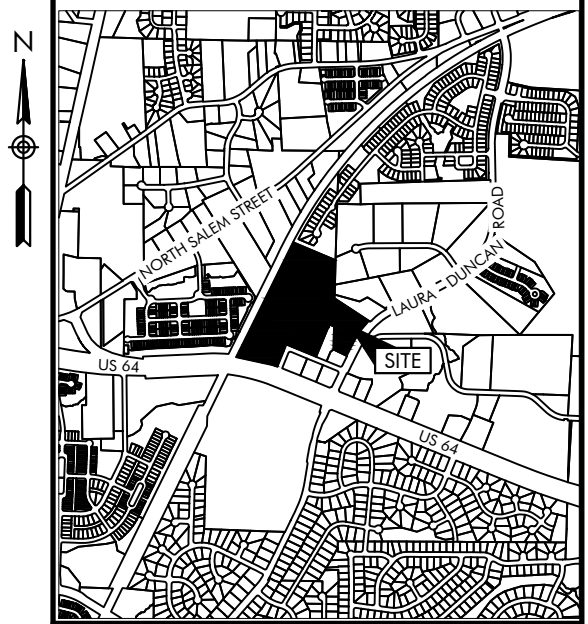 N
NORTH SALEM STREET
LAURA - DUNCAN ROAD
US 64
SITE
US 64